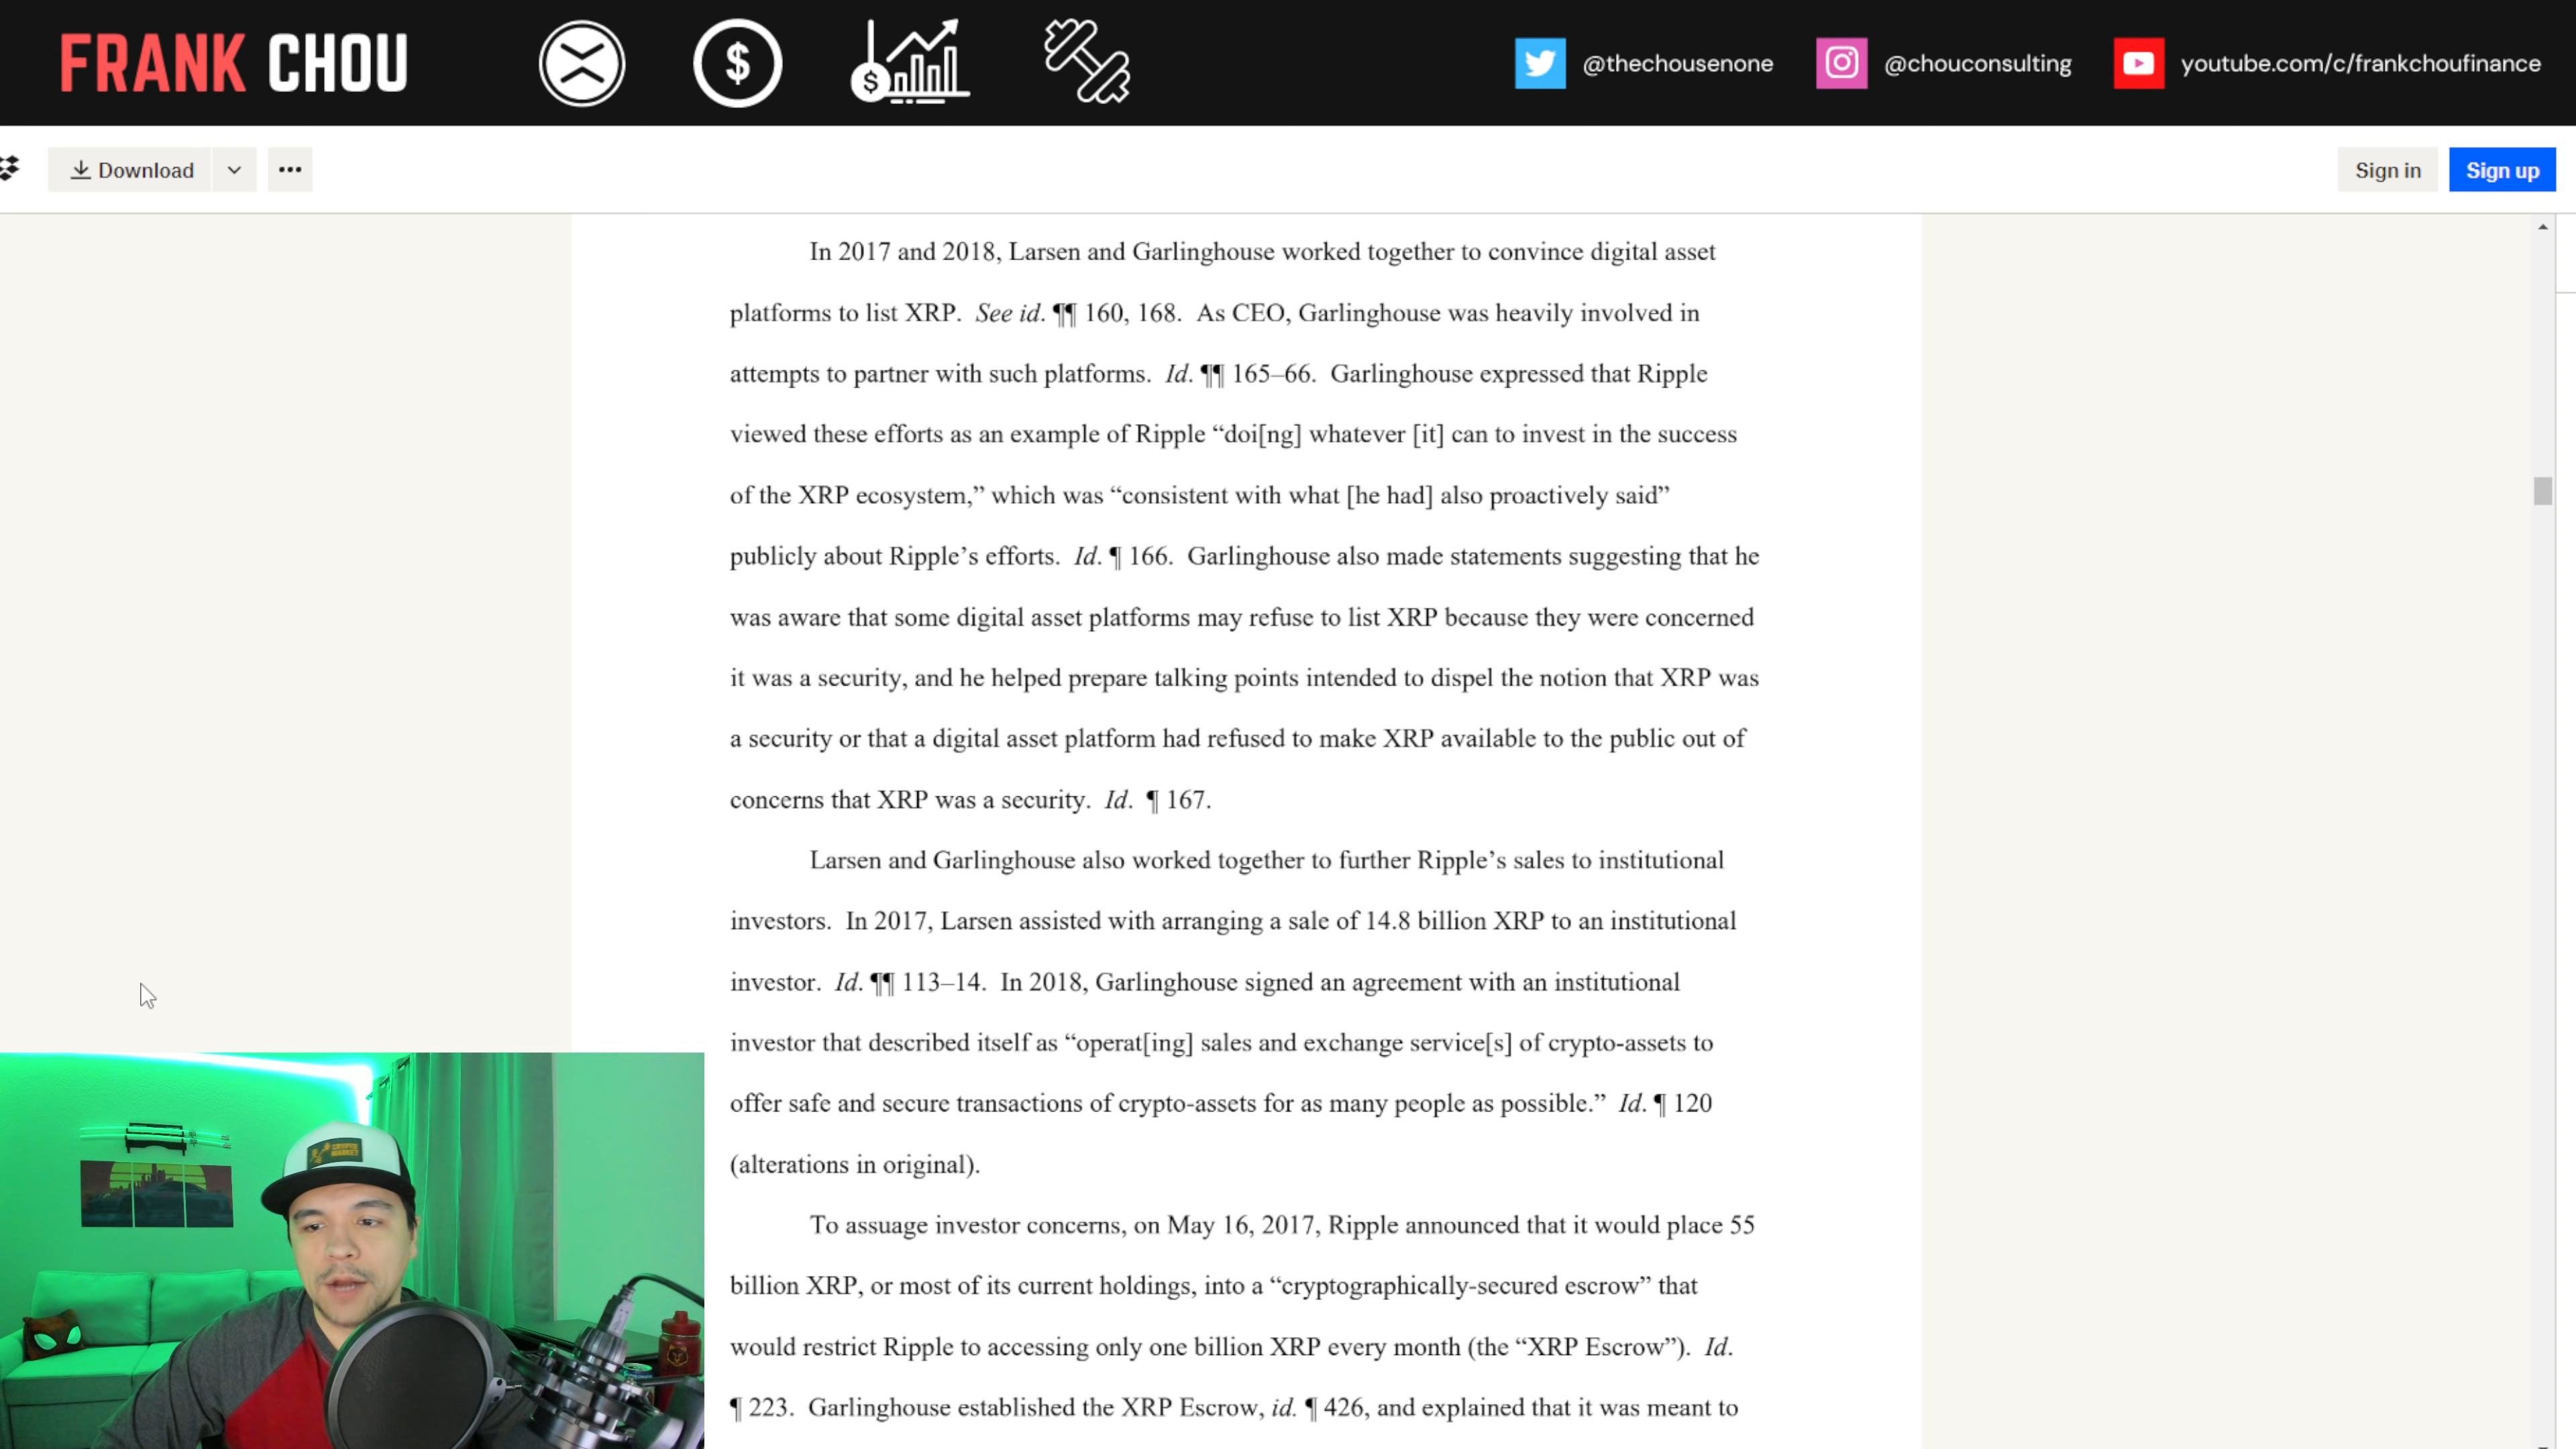 FRANK CHOU
@thechousenone
@chouconsulting
youtube.com/c/frankchoufinance
Download
Sign in
Sign up
In 2017 and 2018, Larsen and Garlinghouse worked together to convince digital asset
platforms to list XRP. See id. ¶¶ 160, 168. As CEO, Garlinghouse was heavily involved in
attempts to partner with such platforms. Id. ¶¶ 165–66. Garlinghouse expressed that Ripple
viewed these efforts as an example of Ripple “doi[ng] whatever [it] can to invest in the success
of the XRP ecosystem,” which was “consistent with what [he had] also proactively said”
publicly about Ripple’s efforts. Id. ¶ 166. Garlinghouse also made statements suggesting that he
was aware that some digital asset platforms may refuse to list XRP because they were concerned
it was a security, and he helped prepare talking points intended to dispel the notion that XRP was
a security or that a digital asset platform had refused to make XRP available to the public out of
concerns that XRP was a security. Id. ¶ 167.
Larsen and Garlinghouse also worked together to further Ripple’s sales to institutional
investors. In 2017, Larsen assisted with arranging a sale of 14.8 billion XRP to an institutional
investor. Id. ¶¶ 113–14. In 2018, Garlinghouse signed an agreement with an institutional
investor that described itself as “operat[ing] sales and exchange service[s] of crypto-assets to
offer safe and secure transactions of crypto-assets for as many people as possible.” Id. ¶ 120
(alterations in original).
To assuage investor concerns, on May 16, 2017, Ripple announced that it would place 55
billion XRP, or most of its current holdings, into a “cryptographically-secured escrow” that
would restrict Ripple to accessing only one billion XRP every month (the “XRP Escrow”). Id.
¶ 223. Garlinghouse established the XRP Escrow, id. ¶ 426, and explained that it was meant to